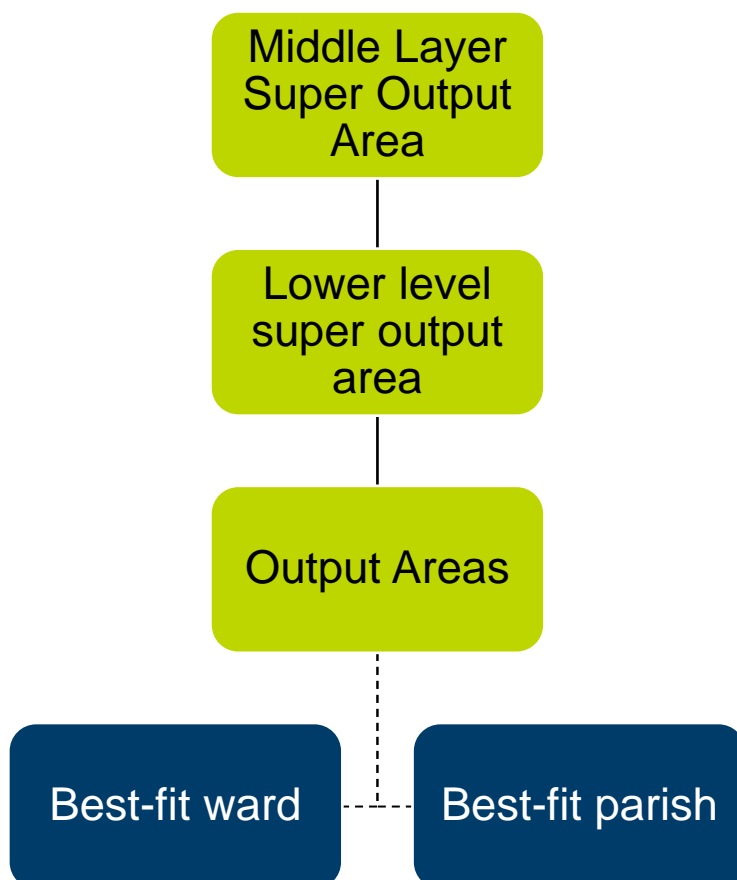 Middle Layer
Super Output
Area
Lower level
super output
area
Output Areas
Best-fit ward
Best-fit parish